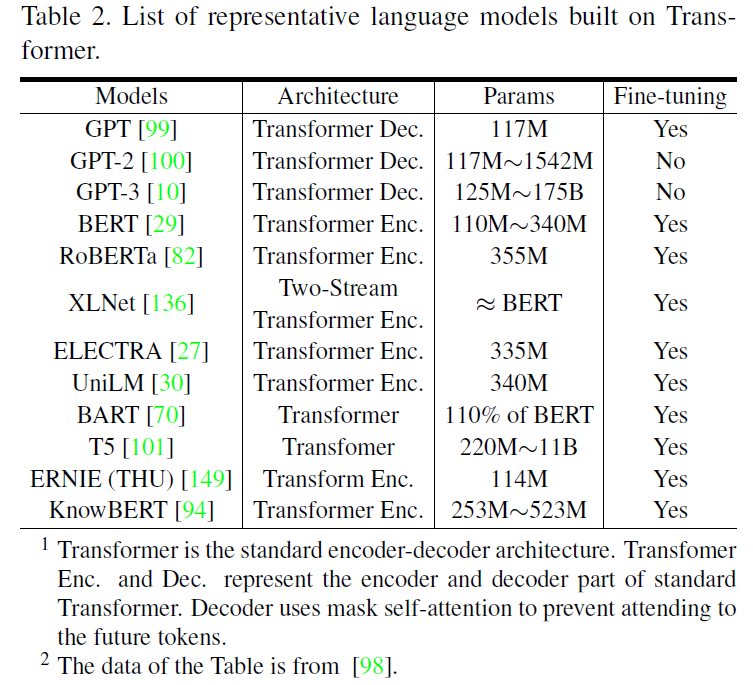 Table 2. List of representative language models built on Trans-
former.
Models Architecture Params Fine-tuning
GPT [99] Transformer Dec. 117M Yes
GPT-2 [100] Transformer Dec. 117M∼1542M No
GPT-3 [10] Transformer Dec. 125M∼175B No
BERT [29] Transformer Enc. 110M∼340M Yes
RoBERTa [82] Transformer Enc. 355M Yes
XLNet [136] Two-Stream
Transformer Enc. ≈ BERT Yes
ELECTRA [27] Transformer Enc. 335M Yes
UniLM [30] Transformer Enc. 340M Yes
BART [70] Transformer 110% of BERT Yes
T5 [101] Transfomer 220M∼11B Yes
ERNIE (THU) [149] Transform Enc. 114M Yes
KnowBERT [94] Transformer Enc. 253M∼523M Yes
1 Transformer is the standard encoder-decoder architecture. Transfomer
Enc. and Dec. represent the encoder and decoder part of standard
Transformer. Decoder uses mask self-attention to prevent attending to
the future tokens.
2 The data of the Table is from [98].